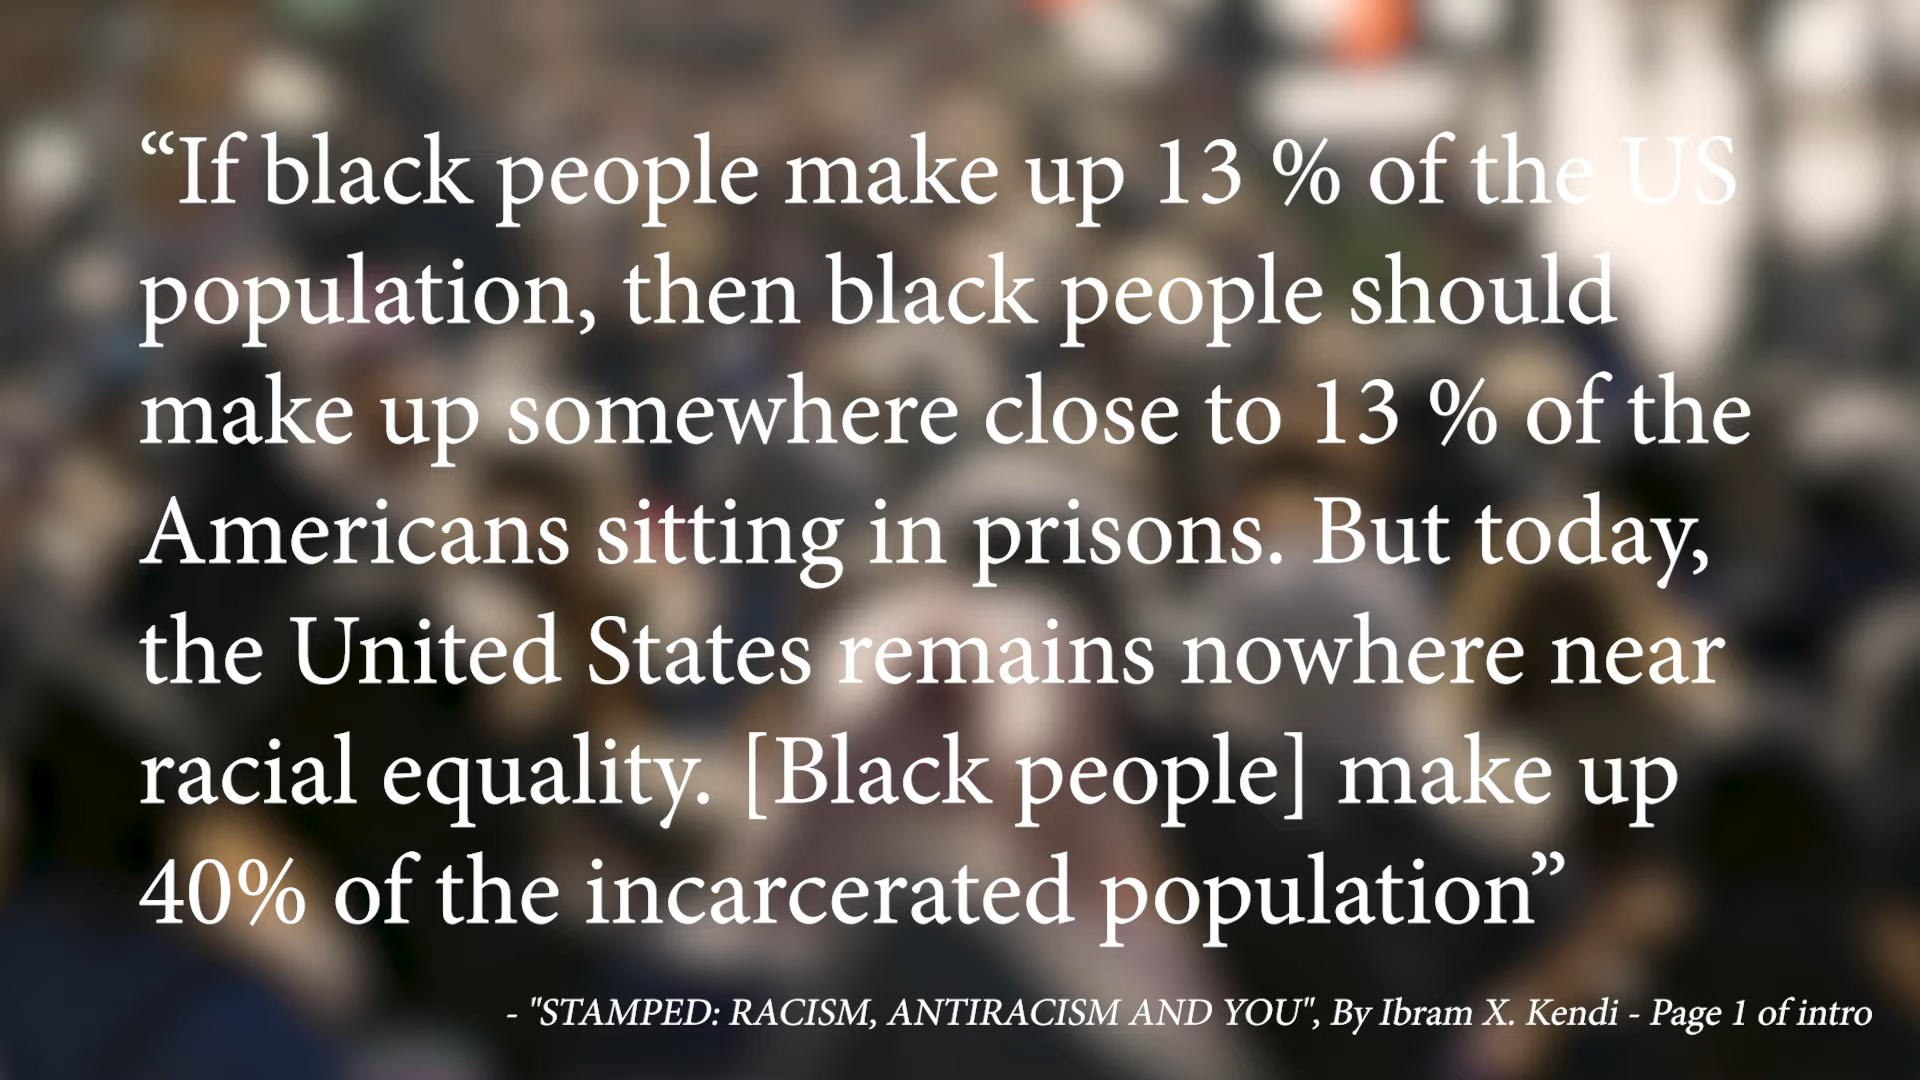 “If black people make up 13 % of the US
population, then black people should
make up somewhere close to 13 % of the
Americans sitting in prisons. But today,
the United States remains nowhere near
racial equality. [Black people] make up
40% of the incarcerated population”
- "STAMPED: RACISM, ANTIRACISM AND YOU", By Ibram X. Kendi - Page 1 of intro